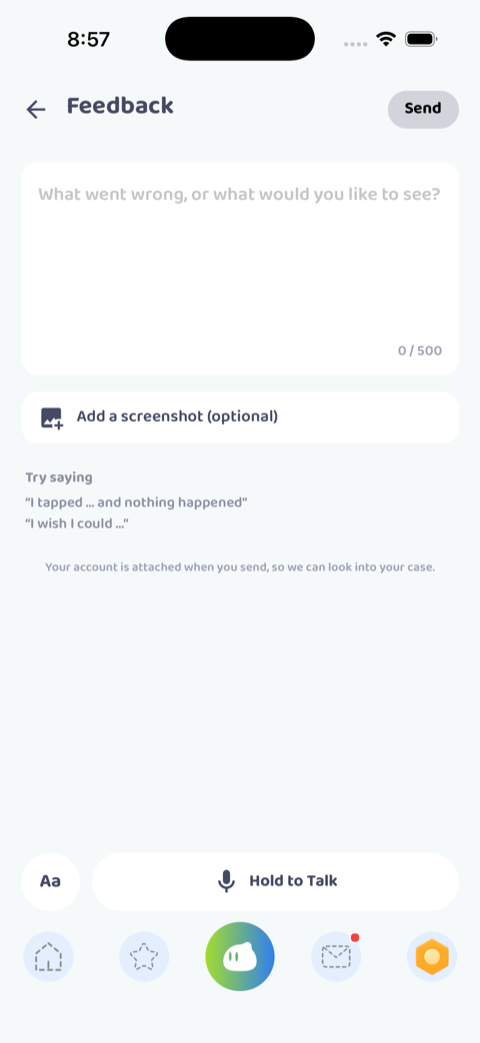 8:57
Feedback
Send
What went wrong, or what would you like to see?
0 / 500
Add a screenshot (optional)
Try saying
“I tapped ... and nothing happened”
“I wish I could ...”
Your account is attached when you send, so we can look into your case.
Aa
Hold to Talk